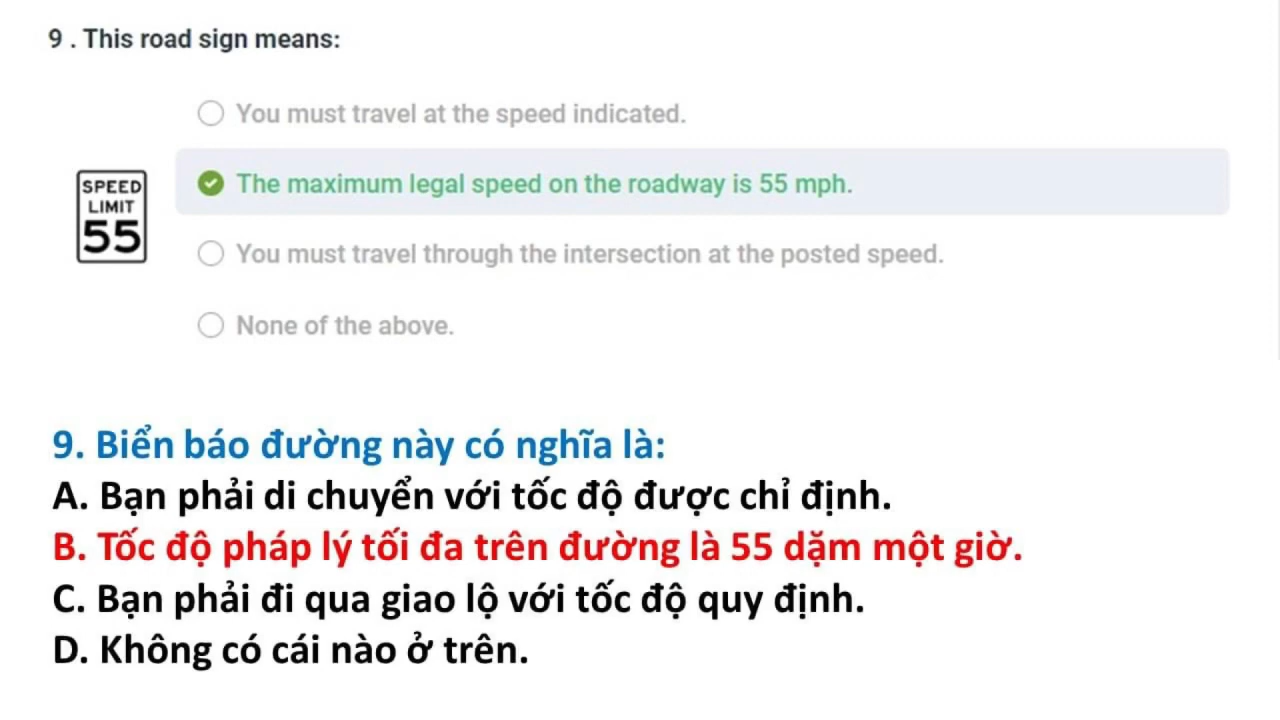 9 . This road sign means:
You must travel at the speed indicated.
SPEED
LIMIT
55
The maximum legal speed on the roadway is 55 mph.
You must travel through the intersection at the posted speed.
None of the above.
9. Biển báo đường này có nghĩa là:
A. Bạn phải di chuyển với tốc độ được chỉ định.
B. Tốc độ pháp lý tối đa trên đường là 55 dặm một giờ.
C. Bạn phải đi qua giao lộ với tốc độ quy định.
D. Không có cái nào ở trên.